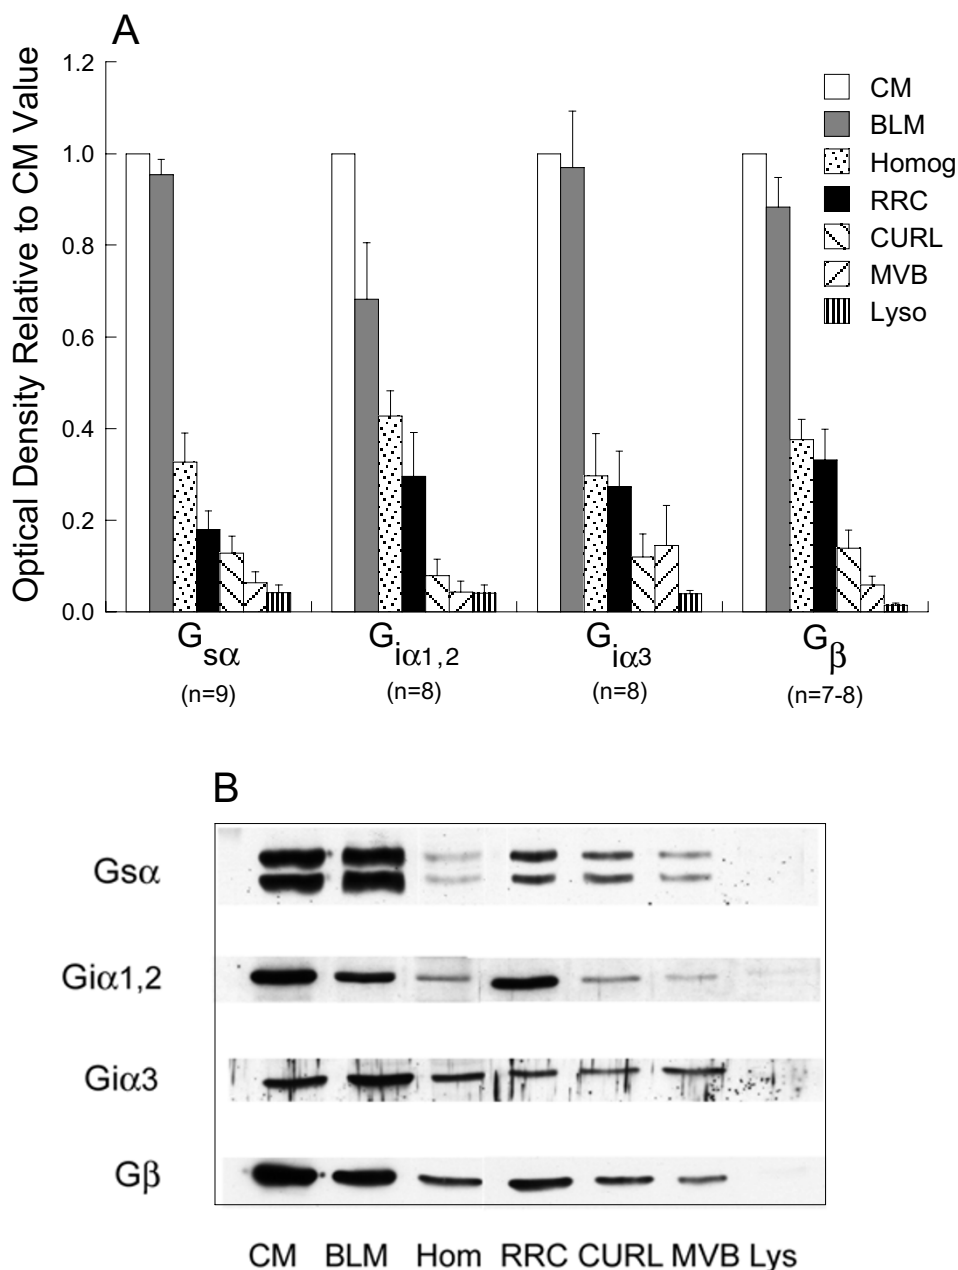 A
Optical Density Relative to CM Value
1.2
1.0
0.8
0.6
0.4
0.2
0.0
CM
BLM
Homog
RRC
CURL
MVB
Lyso
Gsα
Giα1,2
Giα3
Gβ
(n=9)
(n=8)
(n=8)
(n=7-8)
B
Gsα
Giα1,2
Giα3
Gβ
CM BLM Hom RRC CURL MVB Lys